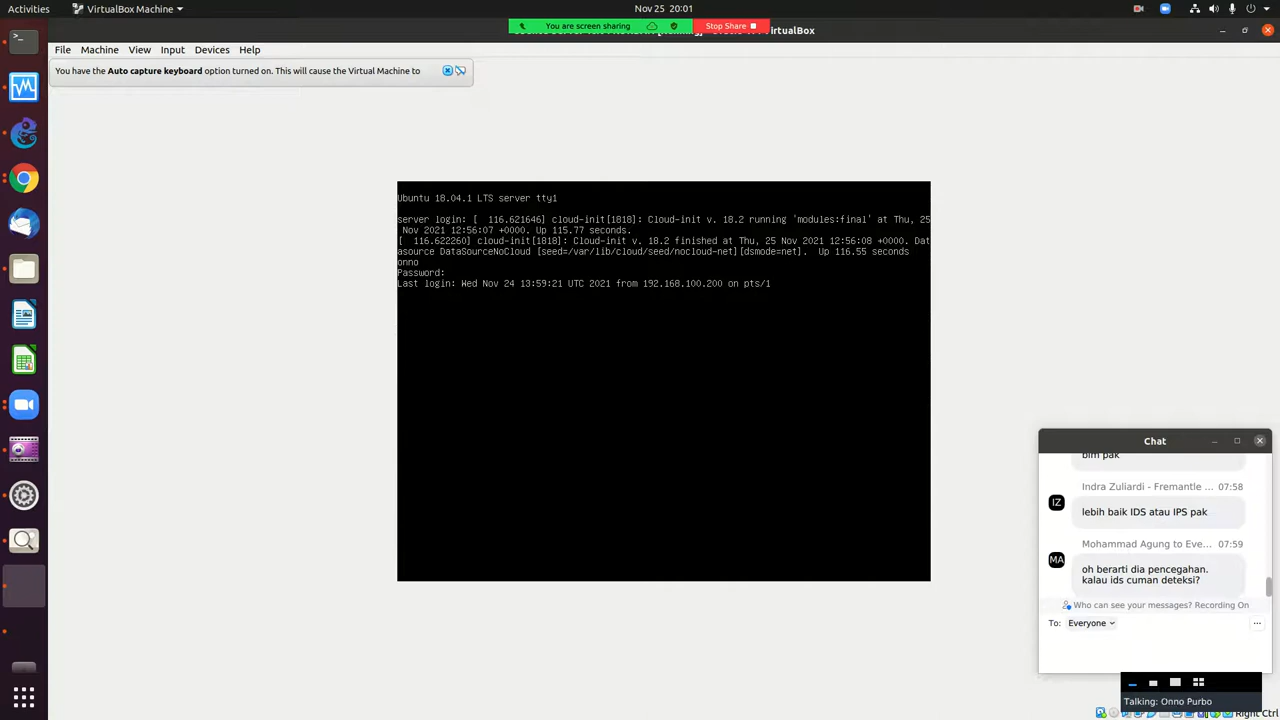 Activities
VirtualBox Machine
Nov 25 20:01
You are screen sharing
Stop Share
VirtualBox
File Machine View Input Devices Help
You have the Auto capture keyboard option turned on. This will cause the Virtual Machine to
Ubuntu 18.04.1 LTS server tty1
server login: [ 116.621646] cloud-init[1818]: Cloud-init v. 18.2 running 'modules:final' at Thu, 25
Nov 2021 12:56:07 +0000. Up 115.77 seconds.
[ 116.622260] cloud-init[1818]: Cloud-init v. 18.2 finished at Thu, 25 Nov 2021 12:56:08 +0000. Dat
asource DataSourceNoCloud [seed=/var/lib/cloud/seed/nocloud-net][dsmode=net]. Up 116.55 seconds
onno
Password:
Last login: Wed Nov 24 13:59:21 UTC 2021 from 192.168.100.200 on pts/1
Chat
bim pak
Indra Zuliardi - Fremantle ... 07:58
IZ
lebih baik IDS atau IPS pak
Mohammad Agung to Eve... 07:59
MA
oh berarti dia pencegahan.
kalau ids cuman deteksi?
Who can see your messages? Recording On
To: Everyone
Talking: Onno Purbo
Right Ctrl